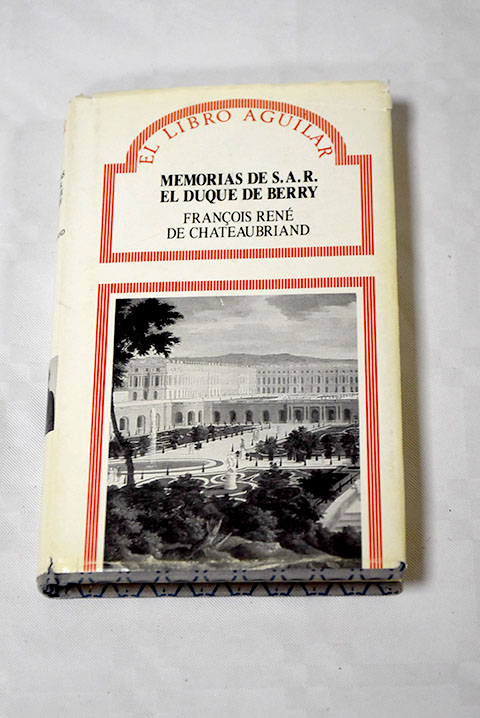 EL LIBRO AGUILAR
MEMORIAS DE S.A.R.
EL DUQUE DE BERRY
FRANÇOIS RENÉ
DE CHATEAUBRIAND